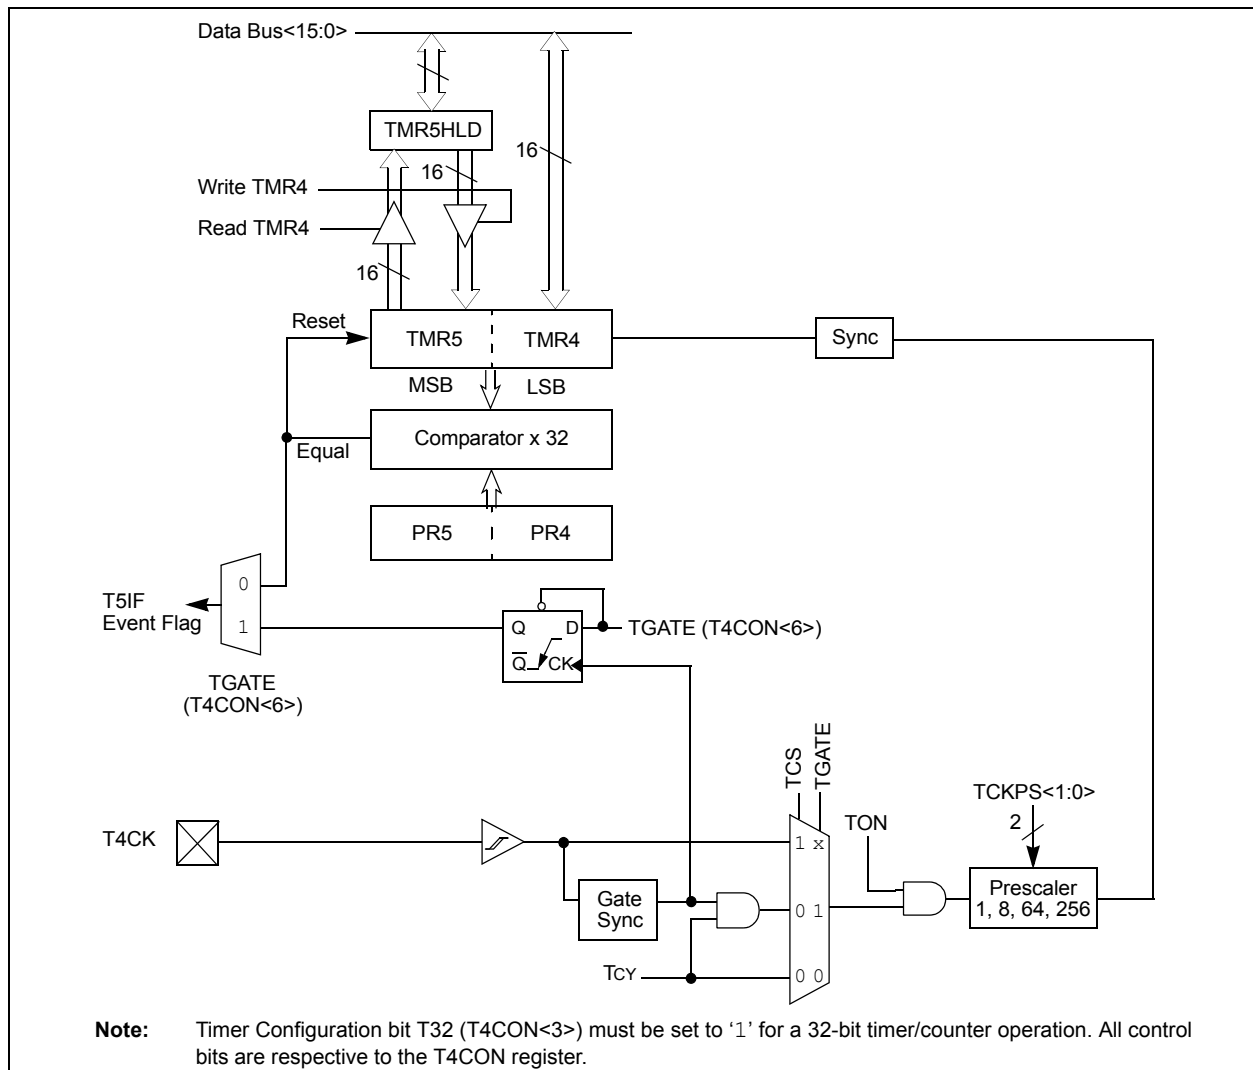 Data Bus<15:0>
TMR5HLD
16
16
Write TMR4
Read TMR4
16
Reset
TMR5
TMR4
Sync
MSB
LSB
Equal
Comparator x 32
PR5
PR4
0
T5IF
Event Flag
1
Q
D
TGATE (T4CON<6>)
Q
CK
TGATE
(T4CON<6>)
TCS
TGATE
TCKPS<1:0>
2
TON
T4CK
1 x
Prescaler
1, 8, 64, 256
Gate
Sync
0 1
TCY
0 0
Note: Timer Configuration bit T32 (T4CON<3>) must be set to ‘1’ for a 32-bit timer/counter operation. All control
bits are respective to the T4CON register.